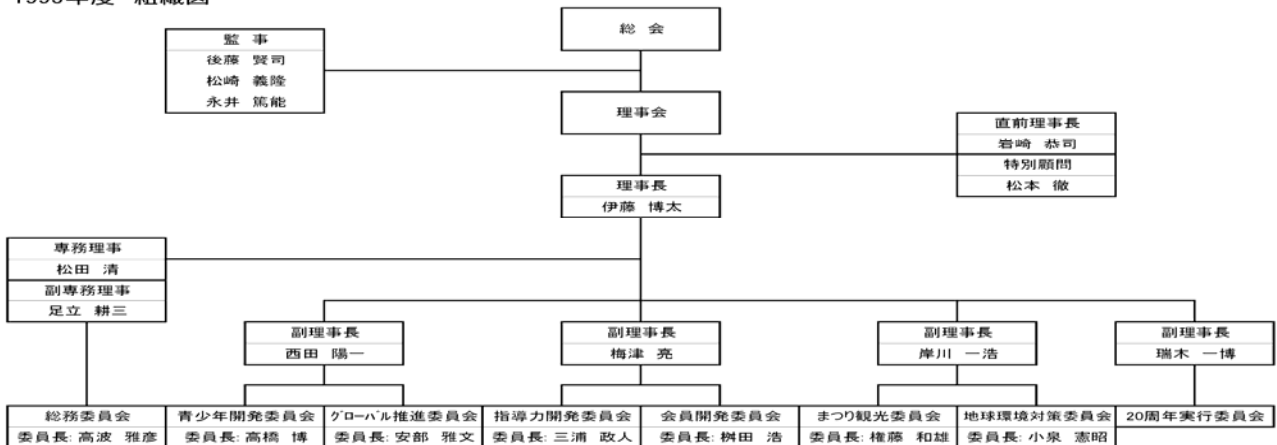 総 会
監 事
後藤 賢司
松崎 義隆
永井 篤能
理事会
直前理事長
岩崎 恭司
特別顧問
松本 徹
理事長
伊藤 博太
専務理事
松田 清
副専務理事
足立 耕三
副理事長
西田 陽一
副理事長
梅津 亮
副理事長
岸川 一浩
副理事長
瑞木 一博
総務委員会
委員長: 高波 雅彦
青少年開発委員会
委員長: 高橋 博
グローバル推進委員会
委員長: 安部 雅文
指導力開発委員会
委員長: 三浦 政人
会員開発委員会
委員長: 桝田 浩
まつり観光委員会
委員長: 権藤 和雄
地球環境対策委員会
委員長: 小泉 憲昭
20周年実行委員会